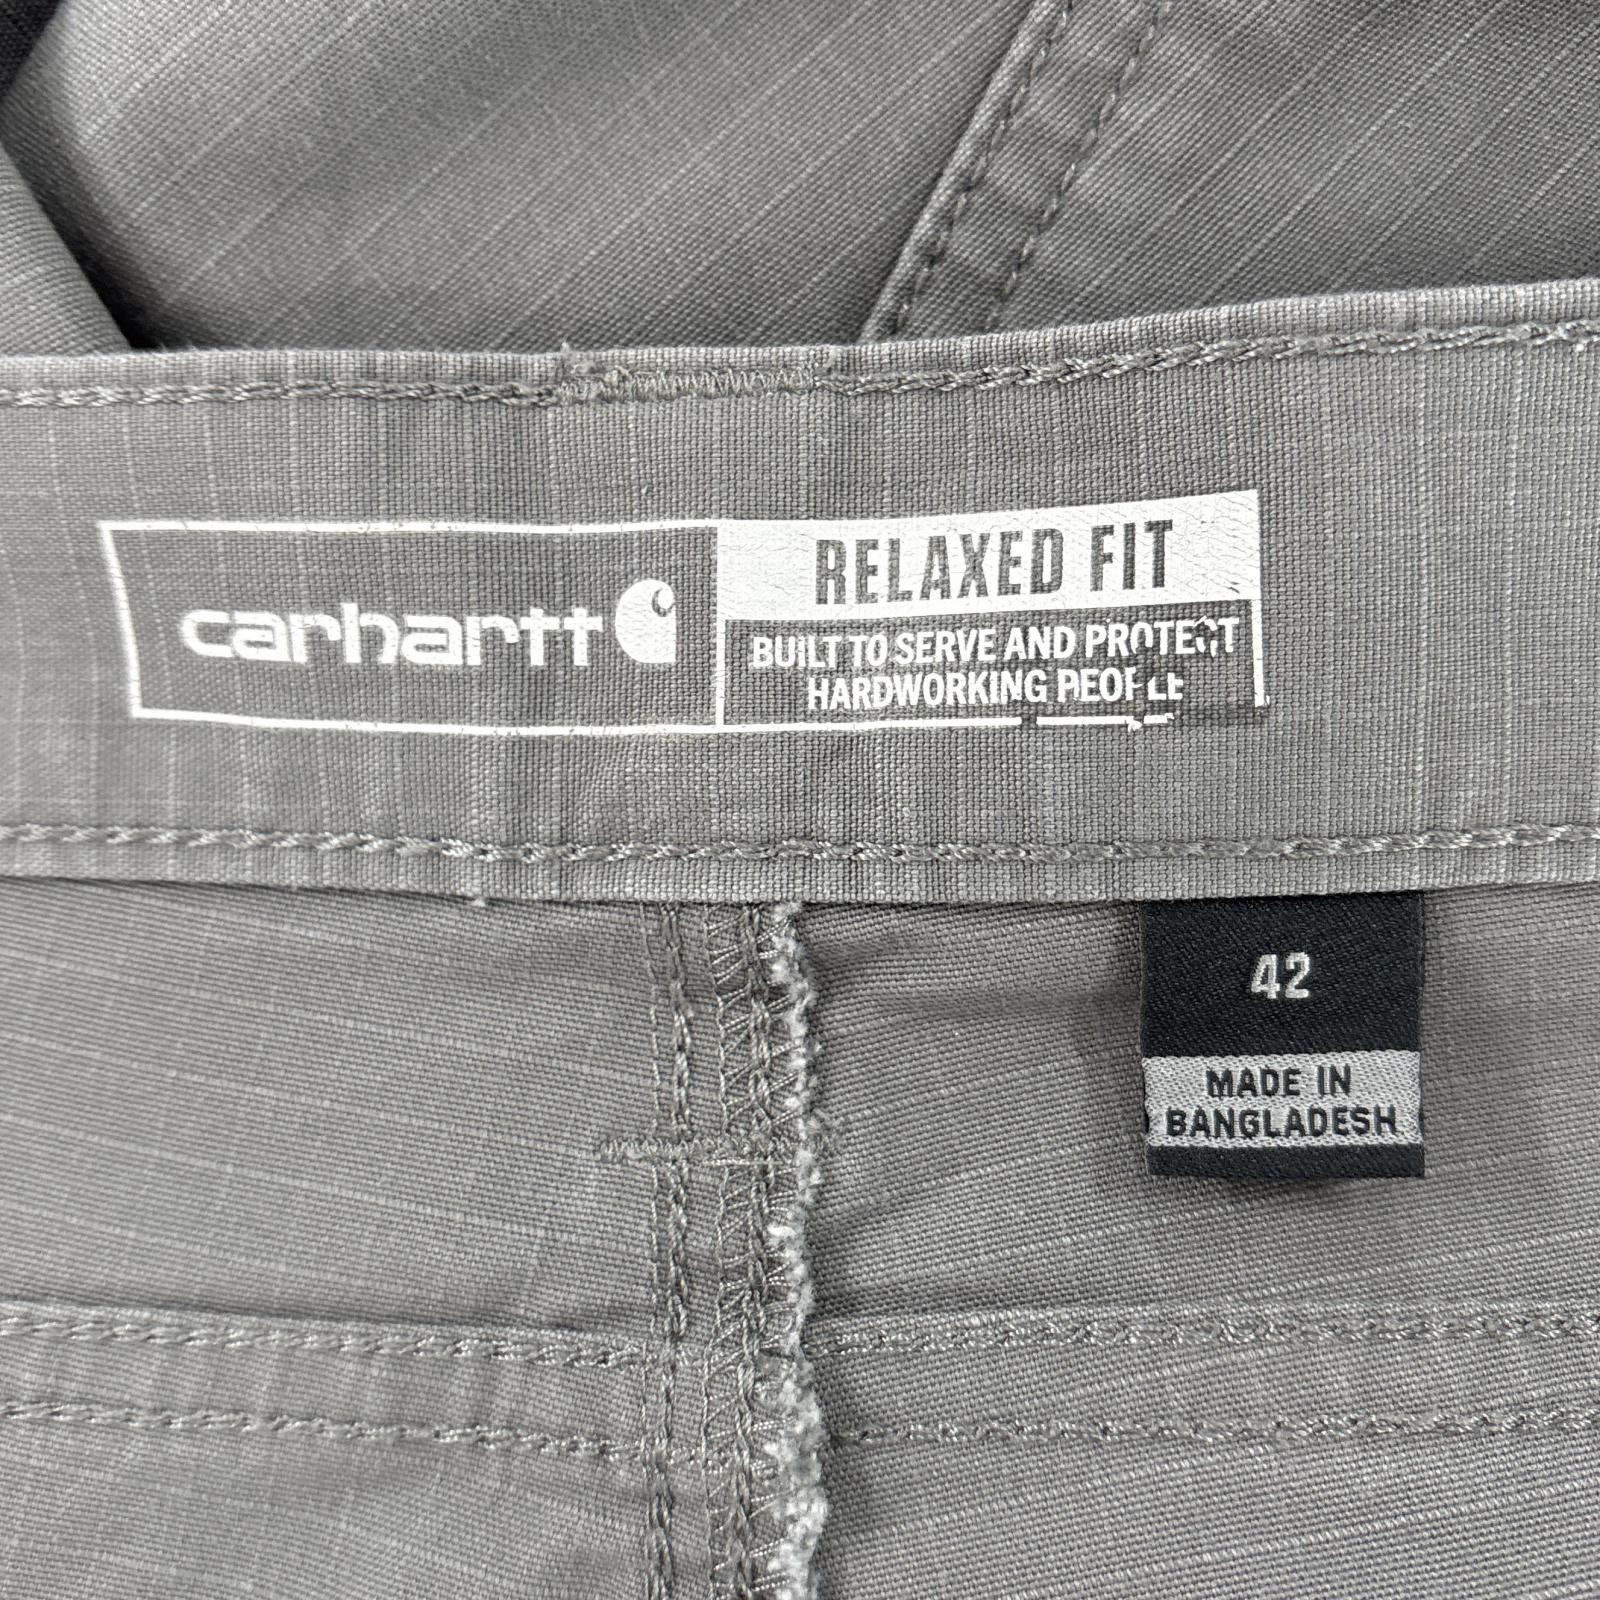 carhartt
RELAXED FIT
BUILT TO SERVE AND PROTECT
HARDWORKING PEOPLE
42
MADE IN
BANGLADESH